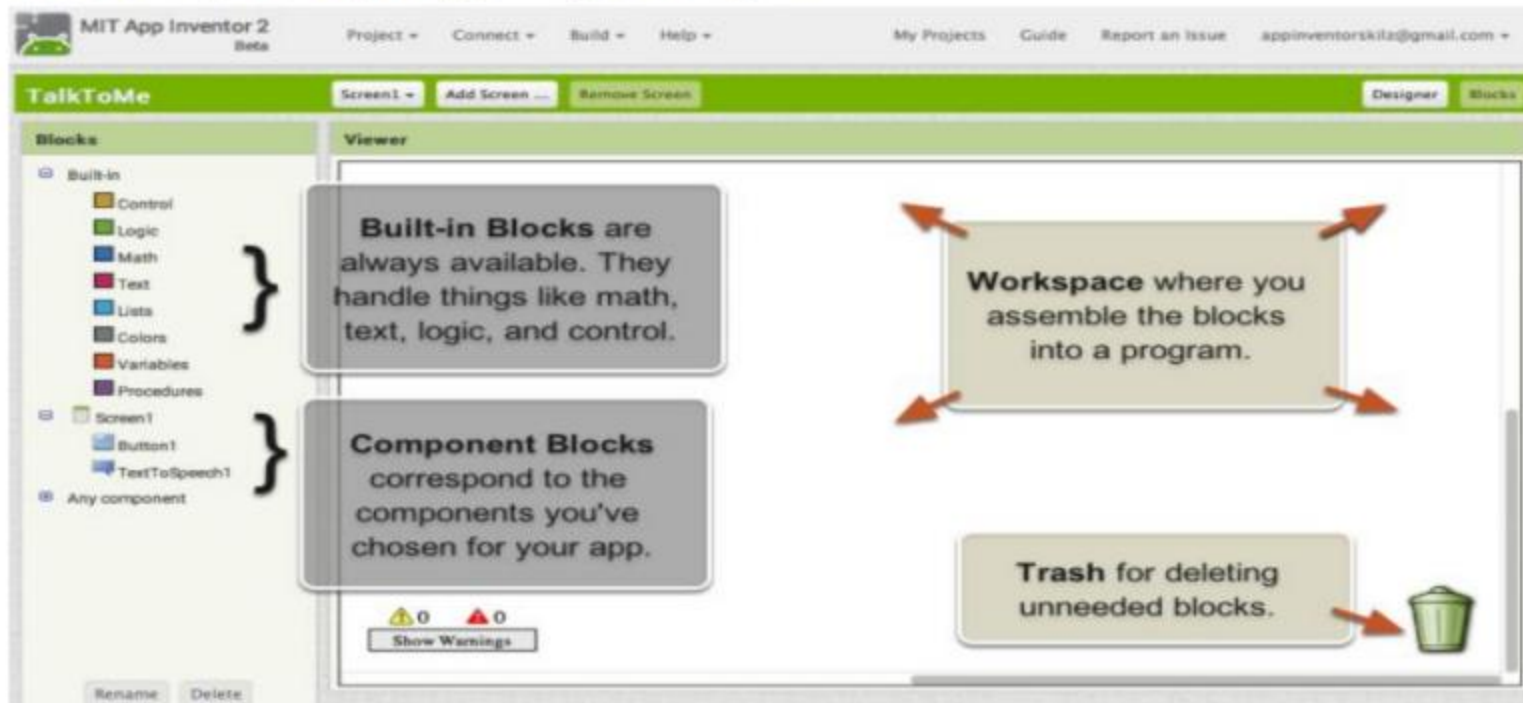 MIT App Inventor 2
Beta
Project
Connect
Build
Help
My Projects
Guide
Report an Issue
appinventorskilz@gmail.com
TalkToMe
Screen1
Add Screen ...
Remove Screen
Designer
Blocks
Blocks
Viewer
Built-in
Control
Logic
Math
Text
Lists
Colors
Variables
Procedures
Screen1
Button1
TextToSpeech1
Any component
Rename
Delete
Built-in Blocks are
always available. They
handle things like math,
text, logic, and control.
Component Blocks
correspond to the
components you've
chosen for your app.
0
0
Show Warnings
Workspace where you
assemble the blocks
into a program.
Trash for deleting
unneeded blocks.